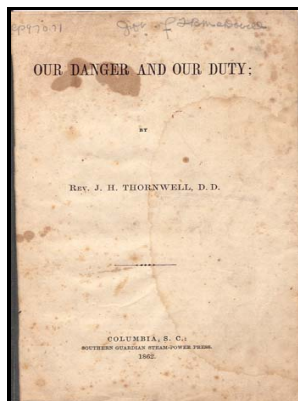 OUR DANGER AND OUR DUTY:
BY
REV. J. H. THORNWELL, D. D.
COLUMBIA, S. C.:
SOUTHERN GUARDIAN STEAM-POWER PRESS.
1862.